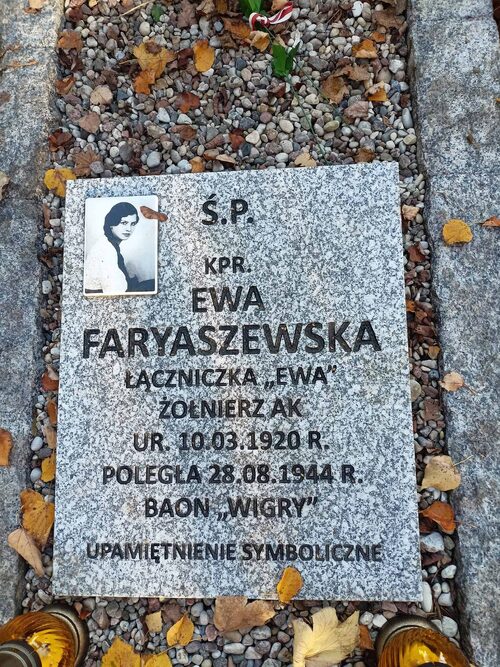 Ś.P.
KPR.
EWA
FARYASZEWSKA
ŁĄCZNICZKA „EWA”
ŻOŁNIERZ AK
UR. 10.03.1920 R.
POLEGŁA 28.08.1944 R.
BAON „WIGRY”
UPAMIĘTNIENIE SYMBOLICZNE